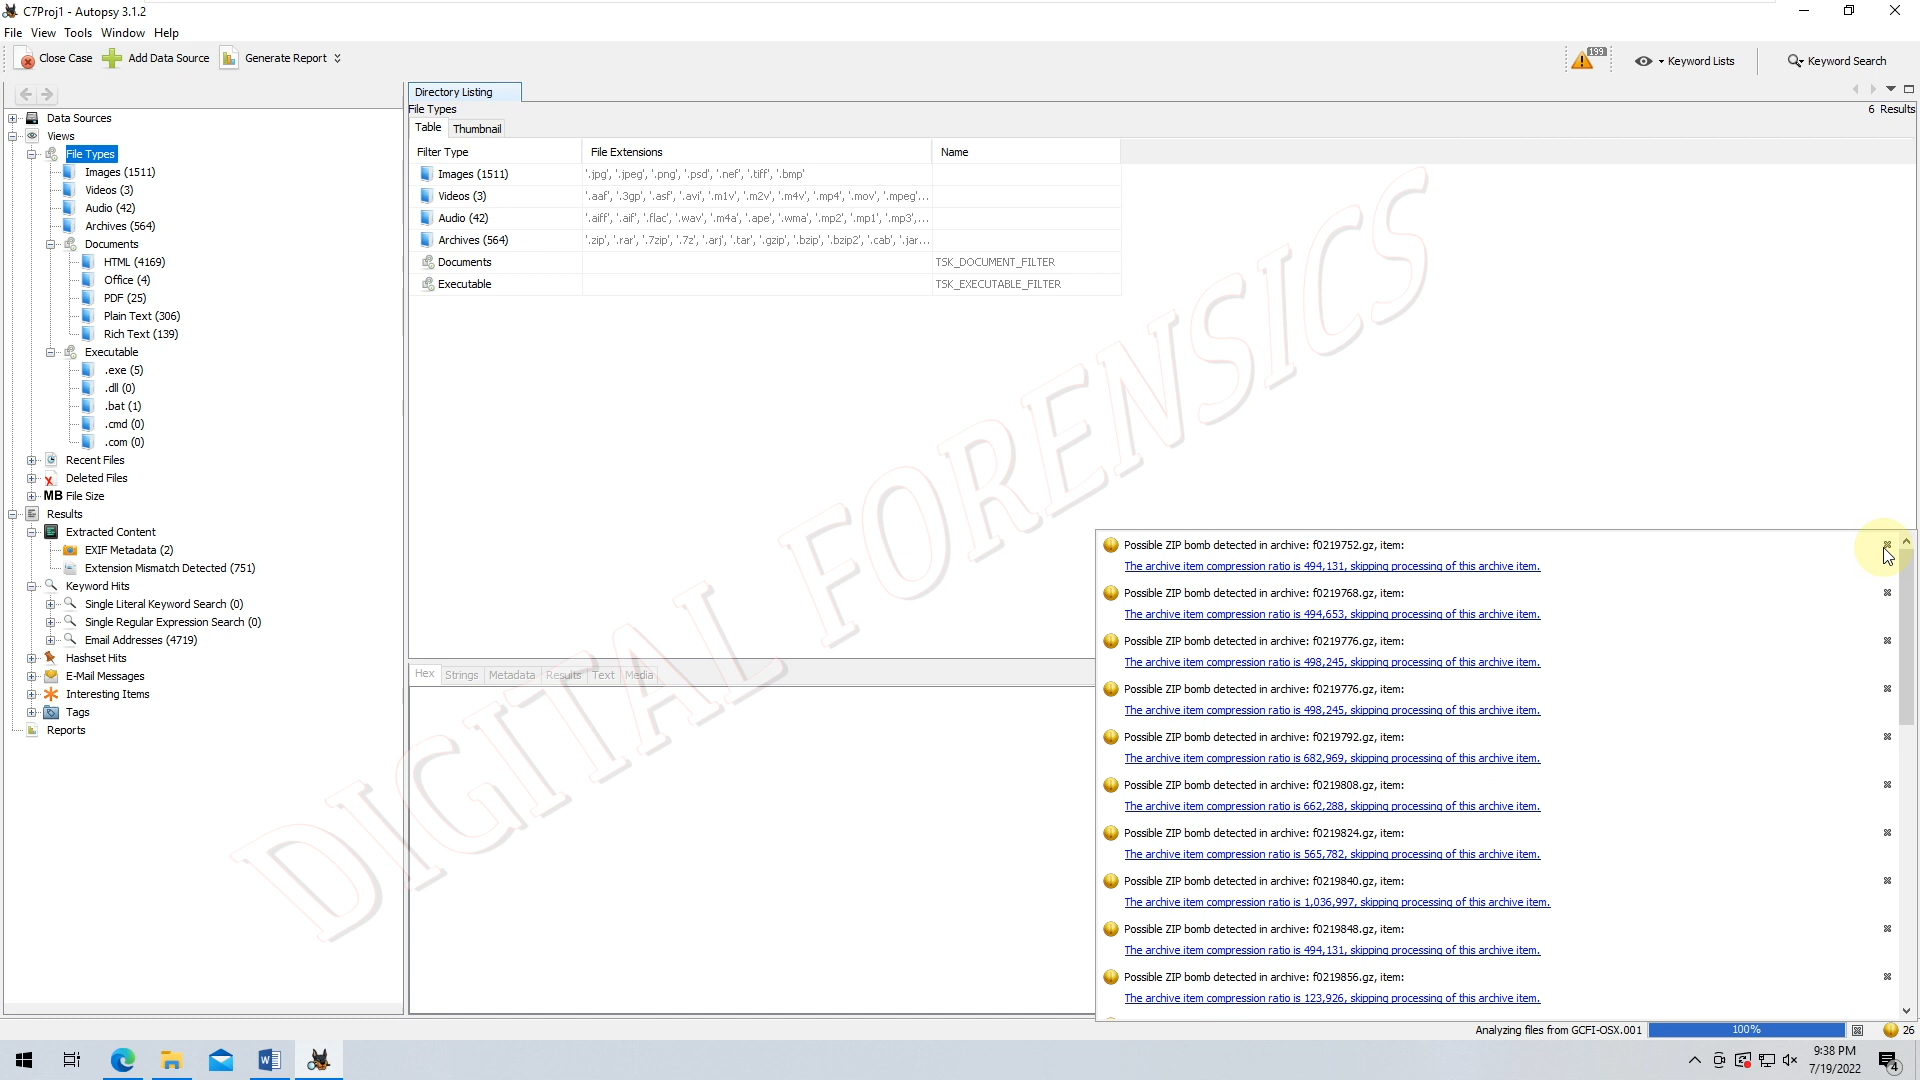 C7Proj1 - Autopsy 3.1.2
File View Tools Window Help
Close Case Add Data Source Generate Report
199
Keyword Lists
Keyword Search
Data Sources
Views
File Types
Images (1511)
Videos (3)
Audio (42)
Archives (564)
Documents
HTML (4169)
Office (4)
PDF (25)
Plain Text (306)
Rich Text (139)
Executable
.exe (5)
.dll (0)
.bat (1)
.cmd (0)
.com (0)
Recent Files
Deleted Files
MB File Size
Results
Extracted Content
EXIF Metadata (2)
Extension Mismatch Detected (751)
Keyword Hits
Single Literal Keyword Search (0)
Single Regular Expression Search (0)
Email Addresses (4719)
Hashset Hits
E-Mail Messages
Interesting Items
Tags
Reports
Directory Listing
File Types
6 Results
Table Thumbnail
Filter Type File Extensions Name
Images (1511) '.jpg', '.jpeg', '.png', '.psd', '.nef', '.tiff', '.bmp'
Videos (3) '.aaf', '.3gp', '.asf', '.avi', '.m1v', '.m2v', '.m4v', '.mp4', '.mov', '.mpeg'...
Audio (42) '.aiff', '.aif', '.flac', '.wav', '.m4a', '.ape', '.wma', '.mp2', '.mp1', '.mp3',...
Archives (564) '.zip', '.rar', '.7zip', '.7z', '.arj', '.tar', '.gzip', '.bzip', '.bzip2', '.cab', '.jar...
Documents TSK_DOCUMENT_FILTER
Executable TSK_EXECUTABLE_FILTER
DIGITAL FORENSICS
Hex Strings Metadata Results Text Media
Possible ZIP bomb detected in archive: f0219752.gz, item:
The archive item compression ratio is 494,131, skipping processing of this archive item.
Possible ZIP bomb detected in archive: f0219768.gz, item:
The archive item compression ratio is 494,653, skipping processing of this archive item.
Possible ZIP bomb detected in archive: f0219776.gz, item:
The archive item compression ratio is 498,245, skipping processing of this archive item.
Possible ZIP bomb detected in archive: f0219776.gz, item:
The archive item compression ratio is 498,245, skipping processing of this archive item.
Possible ZIP bomb detected in archive: f0219792.gz, item:
The archive item compression ratio is 682,969, skipping processing of this archive item.
Possible ZIP bomb detected in archive: f0219808.gz, item:
The archive item compression ratio is 662,288, skipping processing of this archive item.
Possible ZIP bomb detected in archive: f0219824.gz, item:
The archive item compression ratio is 565,782, skipping processing of this archive item.
Possible ZIP bomb detected in archive: f0219840.gz, item:
The archive item compression ratio is 1,036,997, skipping processing of this archive item.
Possible ZIP bomb detected in archive: f0219848.gz, item:
The archive item compression ratio is 494,131, skipping processing of this archive item.
Possible ZIP bomb detected in archive: f0219856.gz, item:
The archive item compression ratio is 123,926, skipping processing of this archive item.
Analyzing files from GCFI-OSX.001 100% 26
9:38 PM
7/19/2022
4